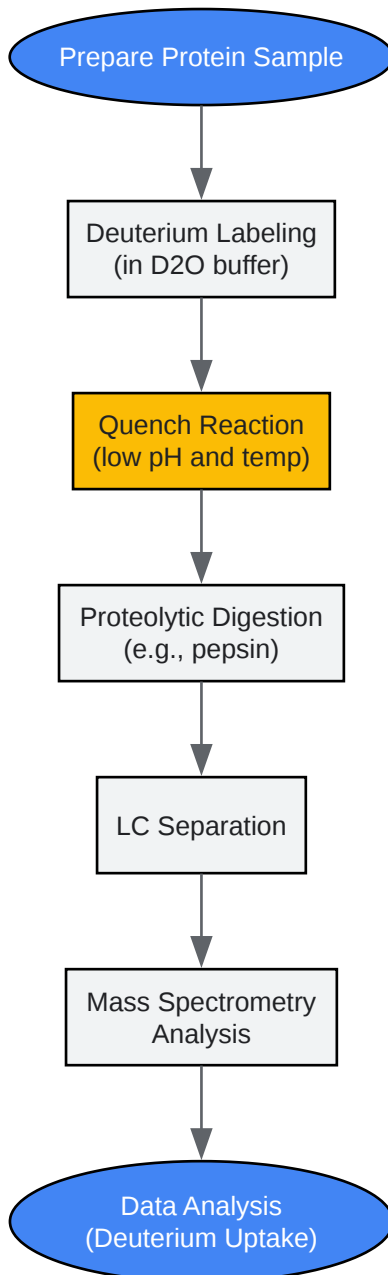 Prepare Protein Sample
Deuterium Labeling
(in D2O buffer)
Quench Reaction
(low pH and temp)
Proteolytic Digestion
(e.g., pepsin)
LC Separation
Mass Spectrometry
Analysis
Data Analysis
(Deuterium Uptake)